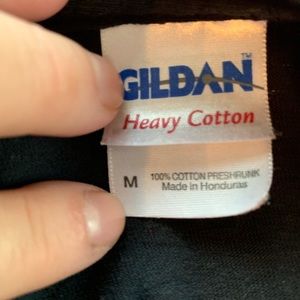 GILDAN™
Heavy Cotton
M 100% COTTON PRESHRUNK
Made in Honduras